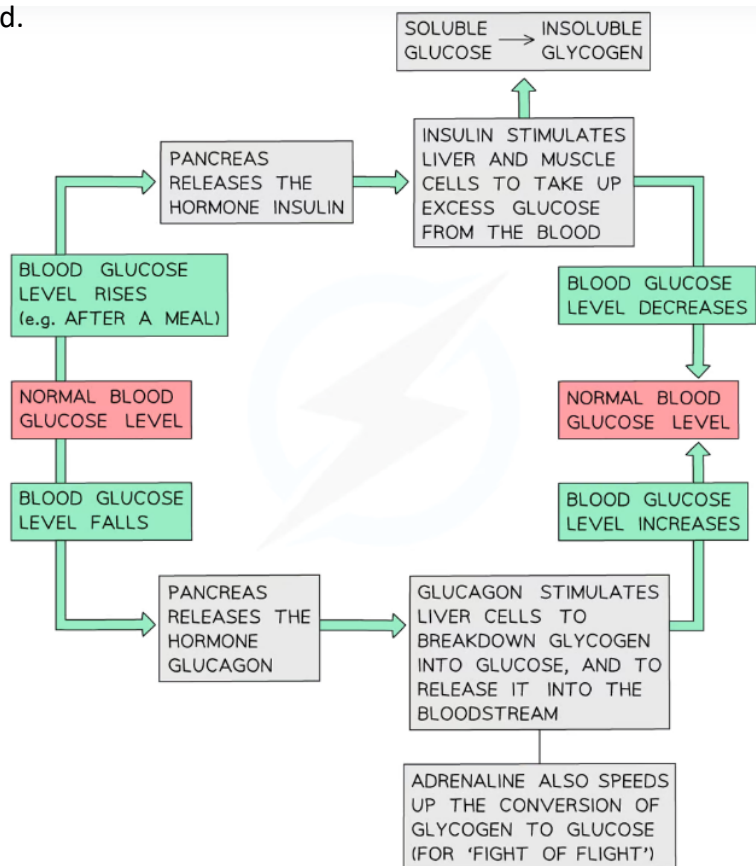 d.
SOLUBLE GLUCOSE → INSOLUBLE GLYCOGEN
PANCREAS
RELEASES THE
HORMONE INSULIN
INSULIN STIMULATES
LIVER AND MUSCLE
CELLS TO TAKE UP
EXCESS GLUCOSE
FROM THE BLOOD
BLOOD GLUCOSE
LEVEL RISES
(e.g. AFTER A MEAL)
BLOOD GLUCOSE
LEVEL DECREASES
NORMAL BLOOD
GLUCOSE LEVEL
NORMAL BLOOD
GLUCOSE LEVEL
BLOOD GLUCOSE
LEVEL FALLS
BLOOD GLUCOSE
LEVEL INCREASES
PANCREAS
RELEASES THE
HORMONE
GLUCAGON
GLUCAGON STIMULATES
LIVER CELLS TO
BREAKDOWN GLYCOGEN
INTO GLUCOSE, AND TO
RELEASE IT INTO THE
BLOODSTREAM
ADRENALINE ALSO SPEEDS
UP THE CONVERSION OF
GLYCOGEN TO GLUCOSE
(FOR ‘FIGHT OF FLIGHT’)